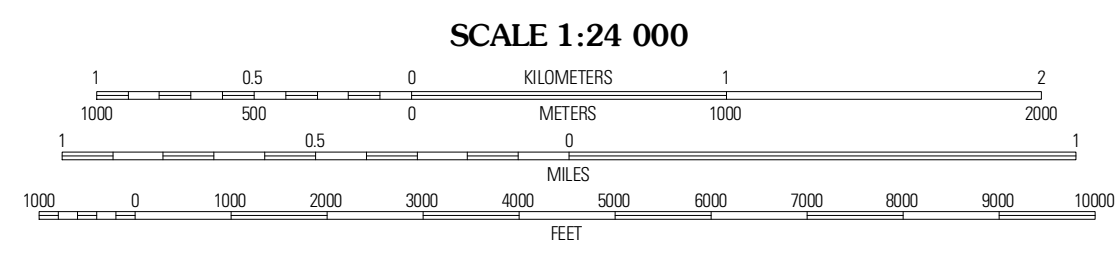 SCALE 1:24 000
1 0.5 0 KILOMETERS 1 2
1000 500 0 METERS 1000 2000
1 0.5 0 1
MILES
1000 0 1000 2000 3000 4000 5000 6000 7000 8000 9000 10000
FEET